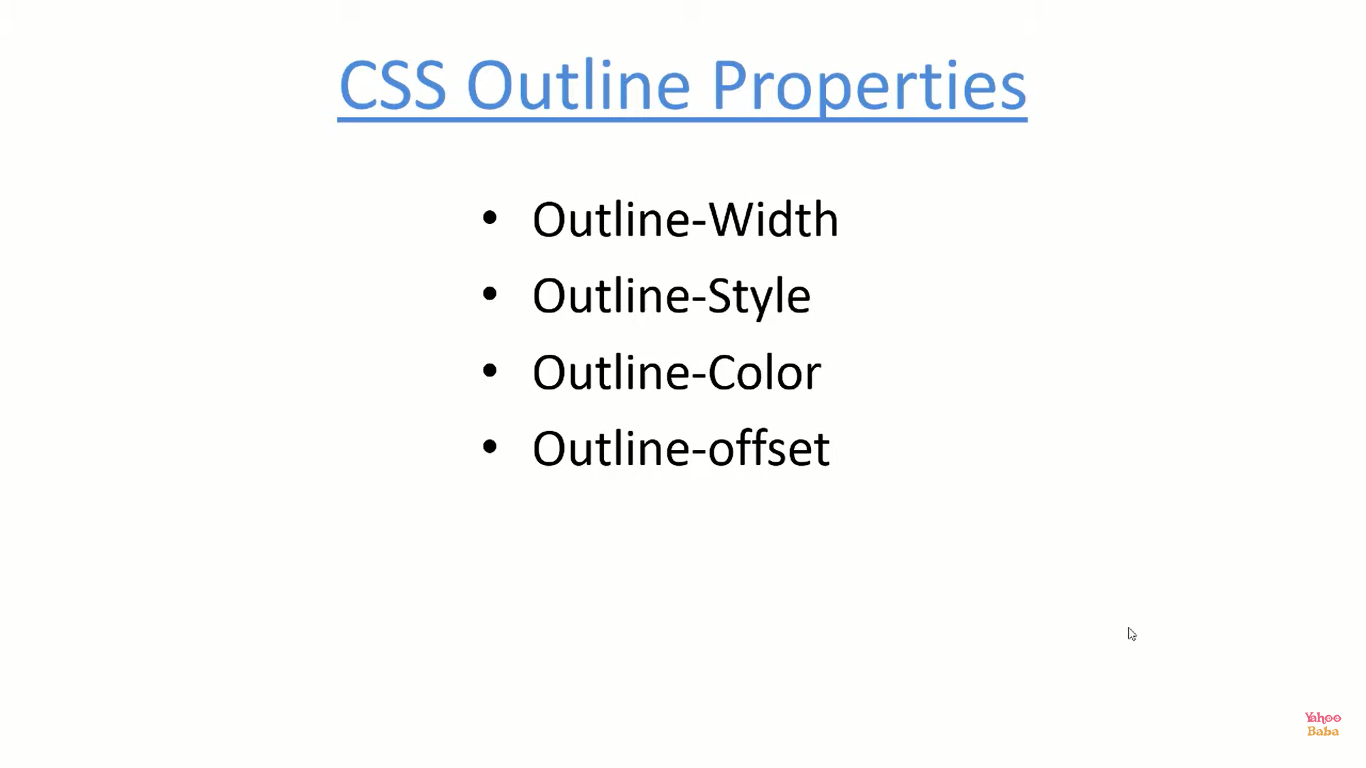 CSS Outline Properties
• Outline-Width
• Outline-Style
• Outline-Color
• Outline-offset
Yahoo
Baba